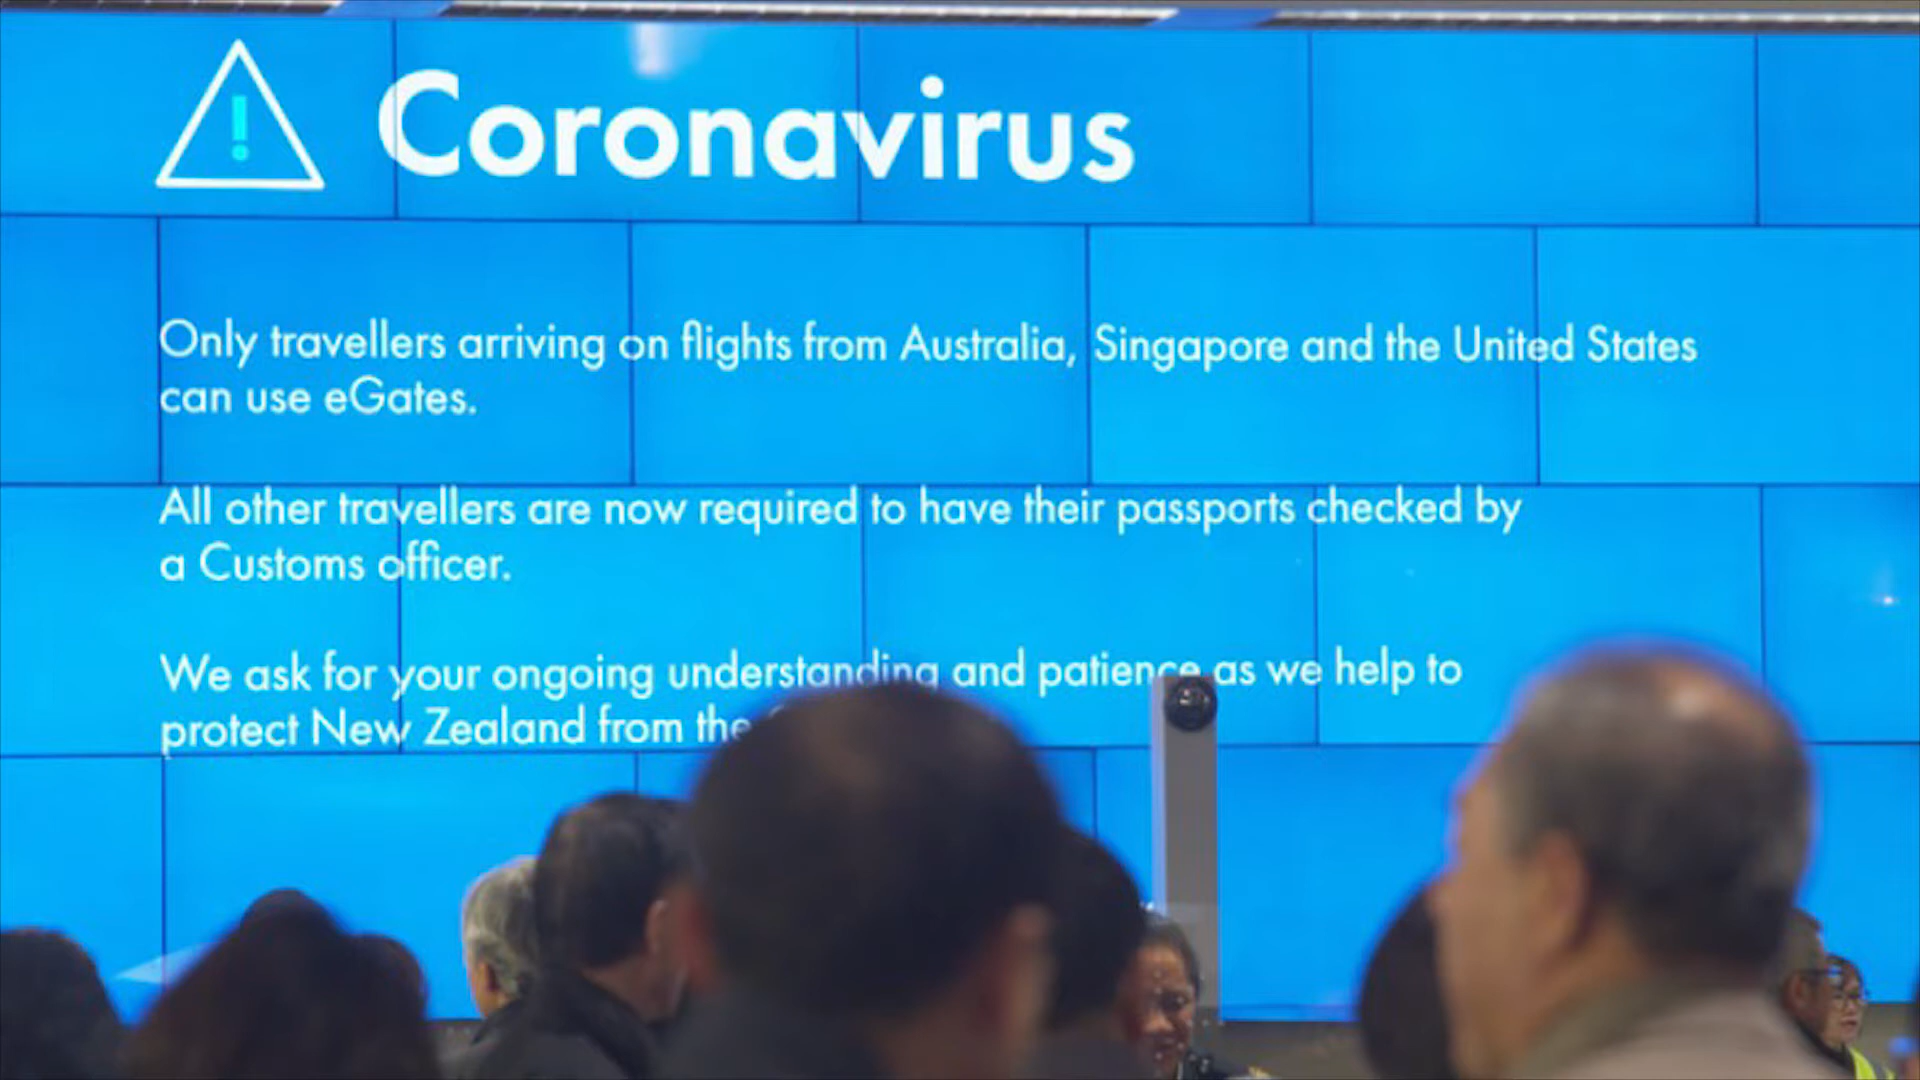 !
Coronavirus
Only travellers arriving on flights from Australia, Singapore and the United States
can use eGates.
All other travellers are now required to have their passports checked by
a Customs officer.
We ask for your ongoing understanding and patience as we help to
protect New Zealand from the